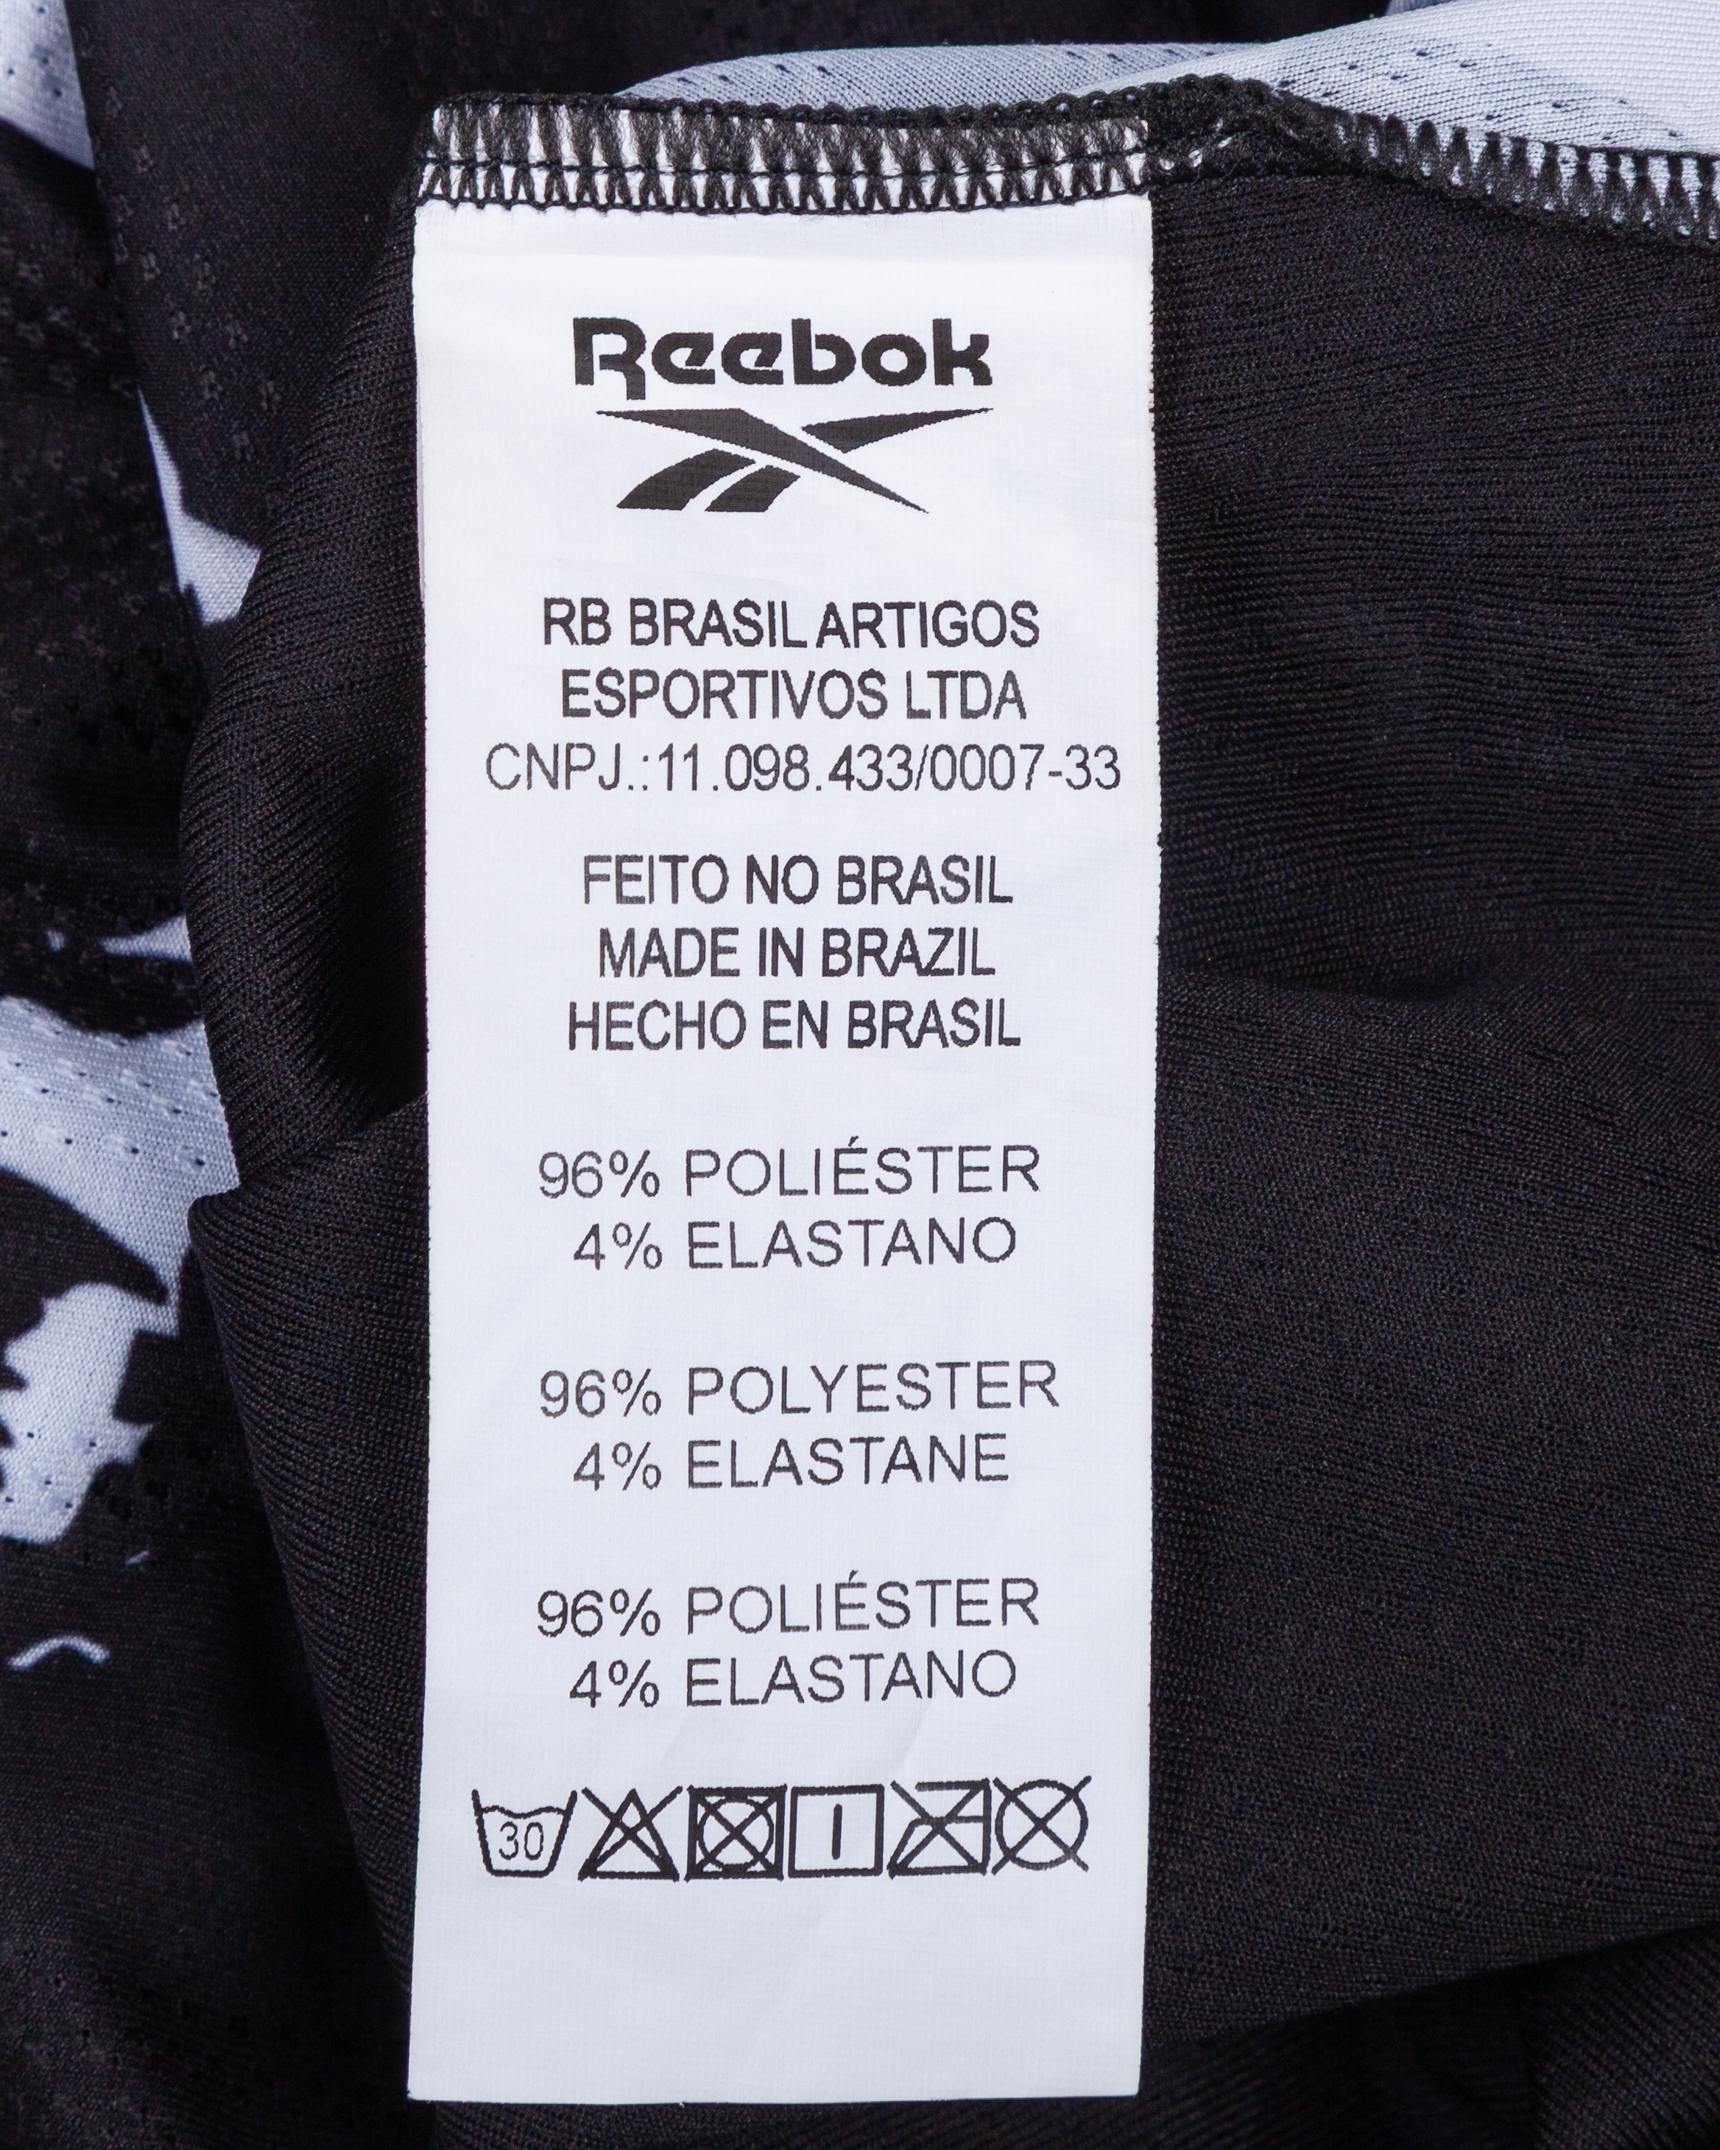 Reebok
RB BRASIL ARTIGOS
ESPORTIVOS LTDA
CNPJ.:11.098.433/0007-33
FEITO NO BRASIL
MADE IN BRAZIL
HECHO EN BRASIL
96% POLIÉSTER
4% ELASTANO
96% POLYESTER
4% ELASTANE
96% POLIÉSTER
4% ELASTANO
30